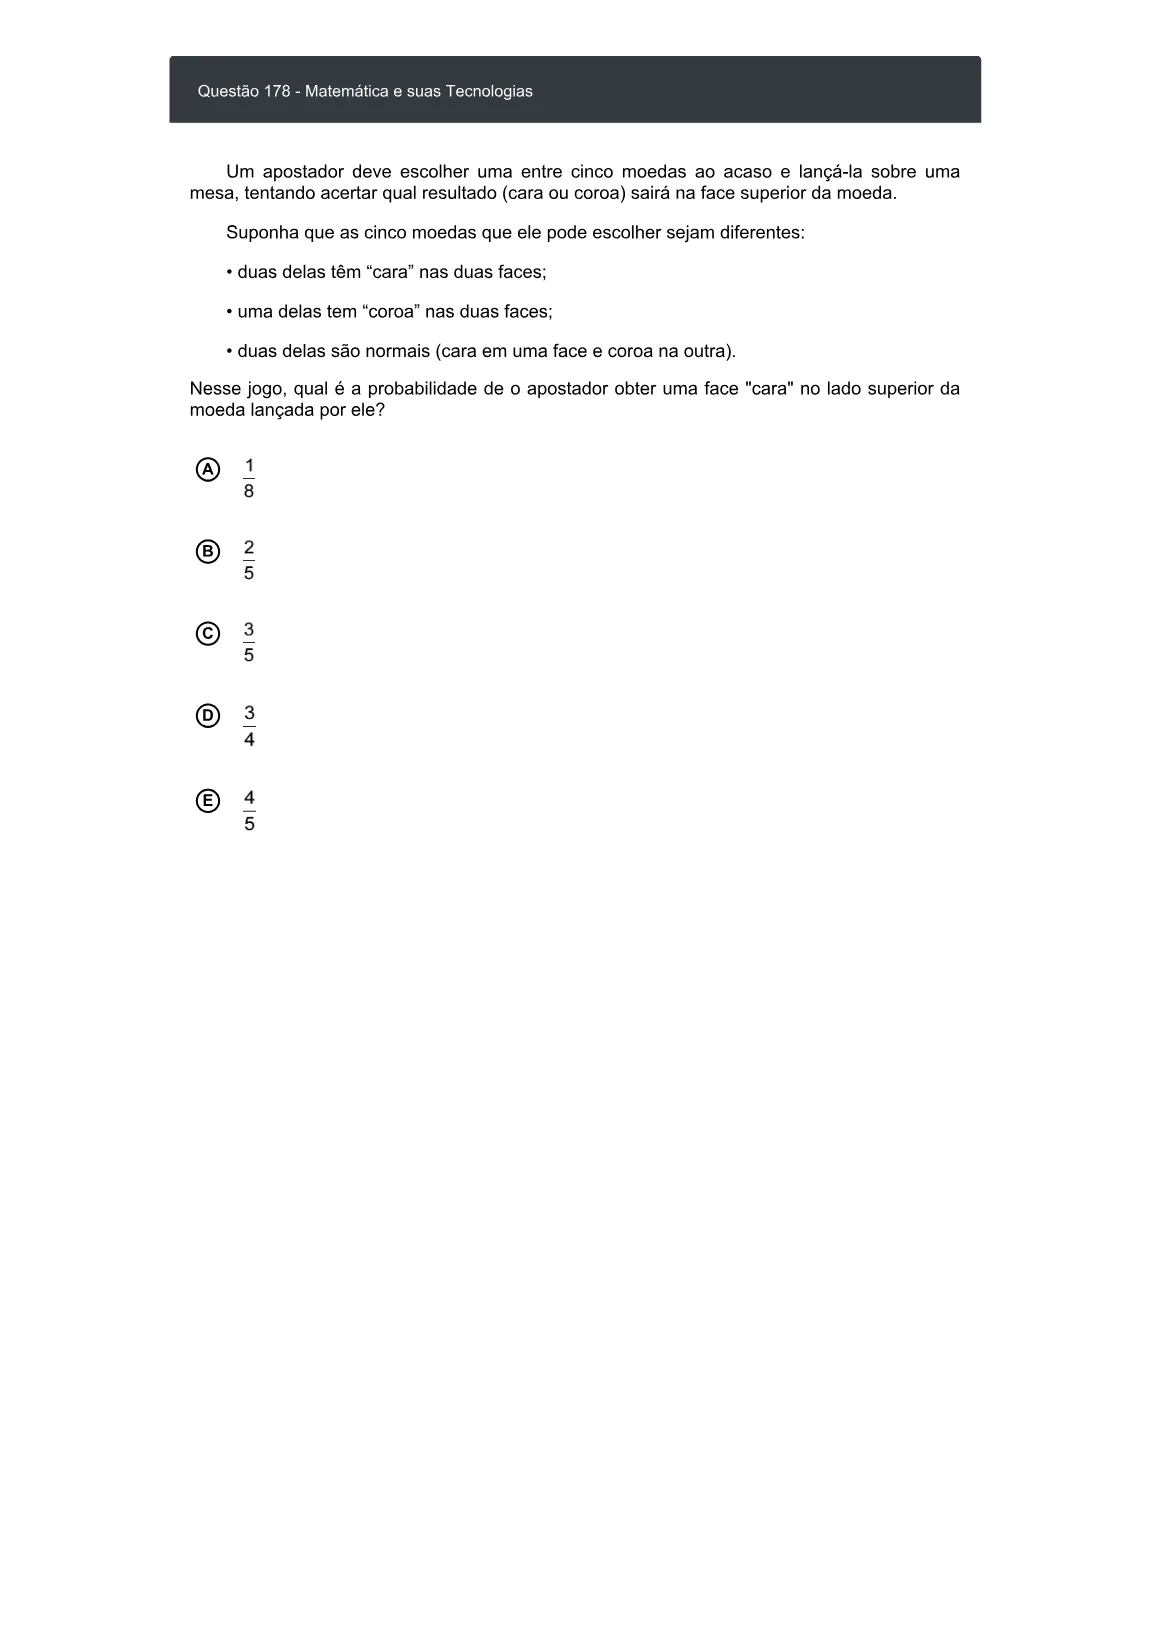 Questão 178 - Matemática e suas Tecnologias
Um apostador deve escolher uma entre cinco moedas ao acaso e lançá-la sobre uma
mesa, tentando acertar qual resultado (cara ou coroa) sairá na face superior da moeda.
Suponha que as cinco moedas que ele pode escolher sejam diferentes:
• duas delas têm “cara” nas duas faces;
• uma delas tem “coroa” nas duas faces;
• duas delas são normais (cara em uma face e coroa na outra).
Nesse jogo, qual é a probabilidade de o apostador obter uma face "cara" no lado superior da
moeda lançada por ele?
A 1/8
B 2/5
C 3/5
D 3/4
E 4/5